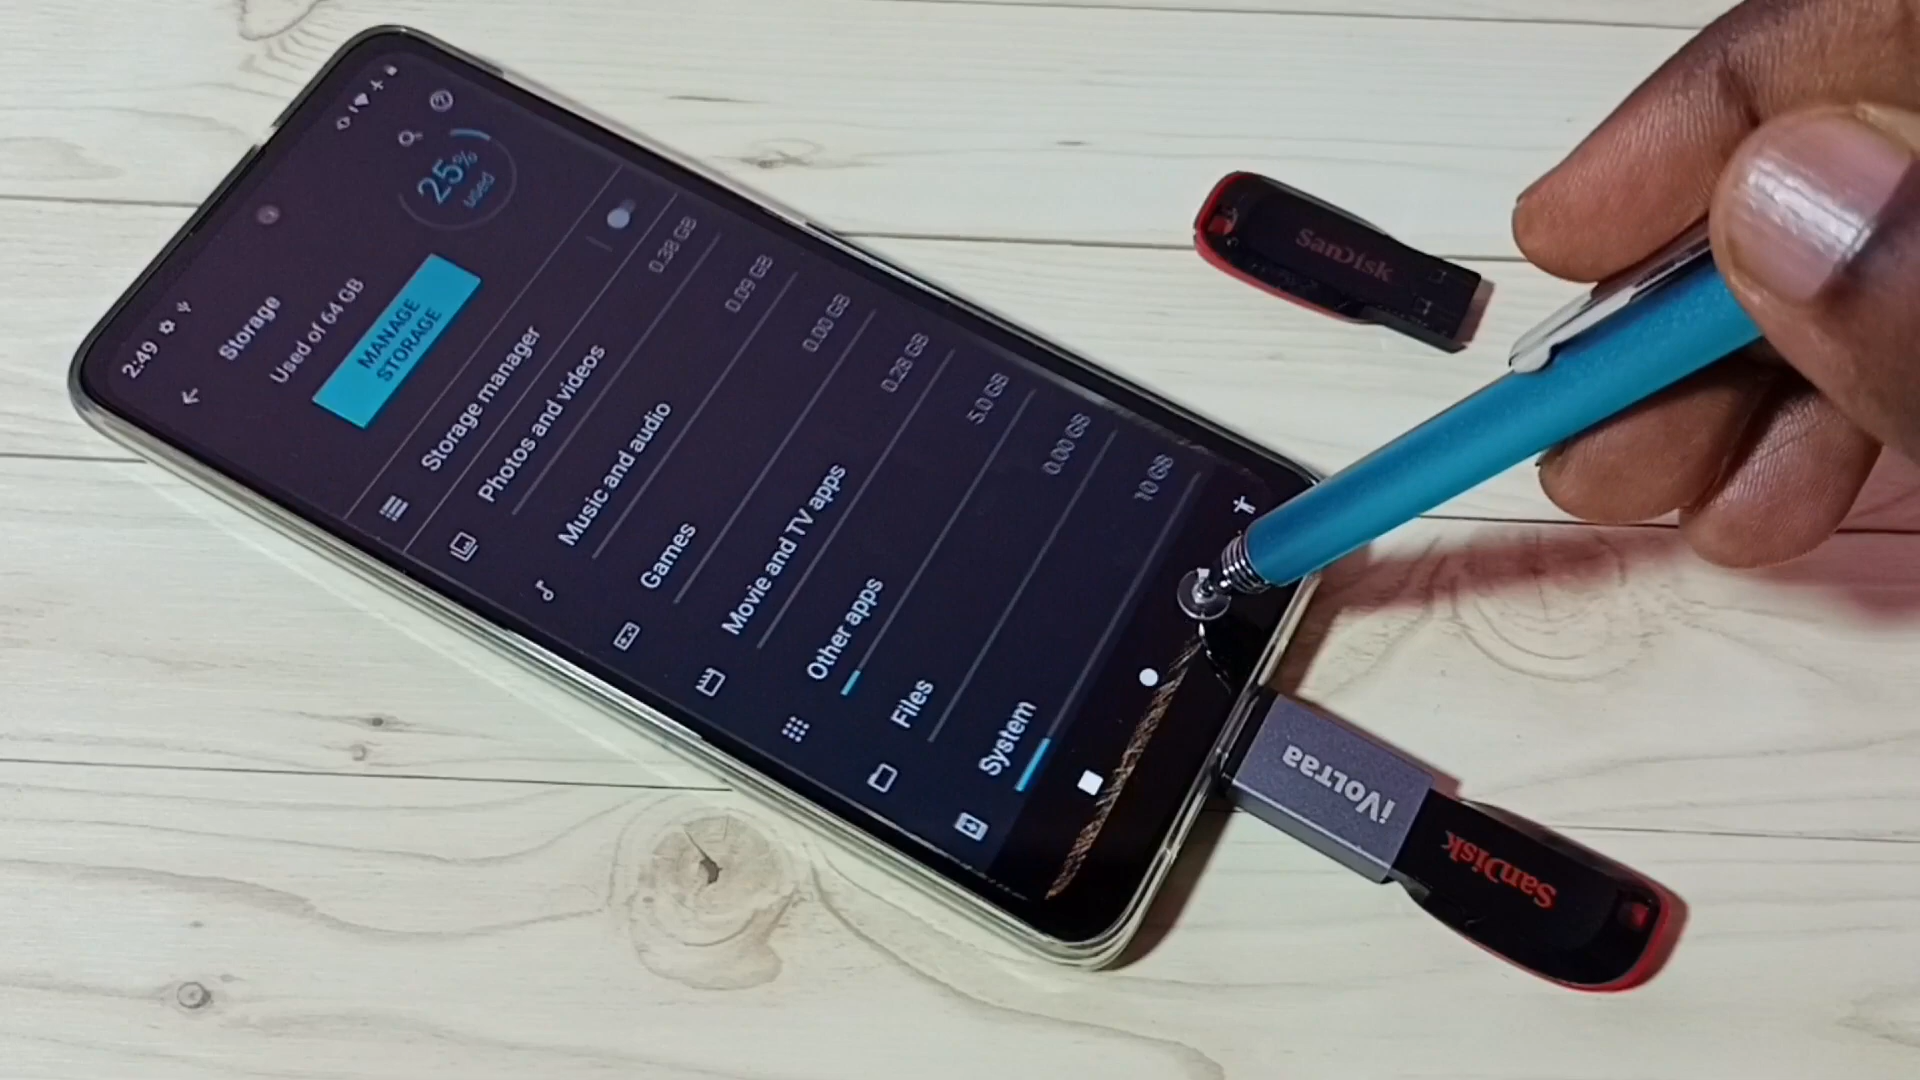 2:49
Storage
25%
used
Used of 64 GB
MANAGE
STORAGE
Storage manager
Photos and videos
0.38 GB
Music and audio
0.09 GB
Games
0.00 GB
Movie and TV apps
0.28 GB
Other apps
5.0 GB
Files
0.00 GB
System
10 GB
SanDisk
iVOLTAA
SanDisk